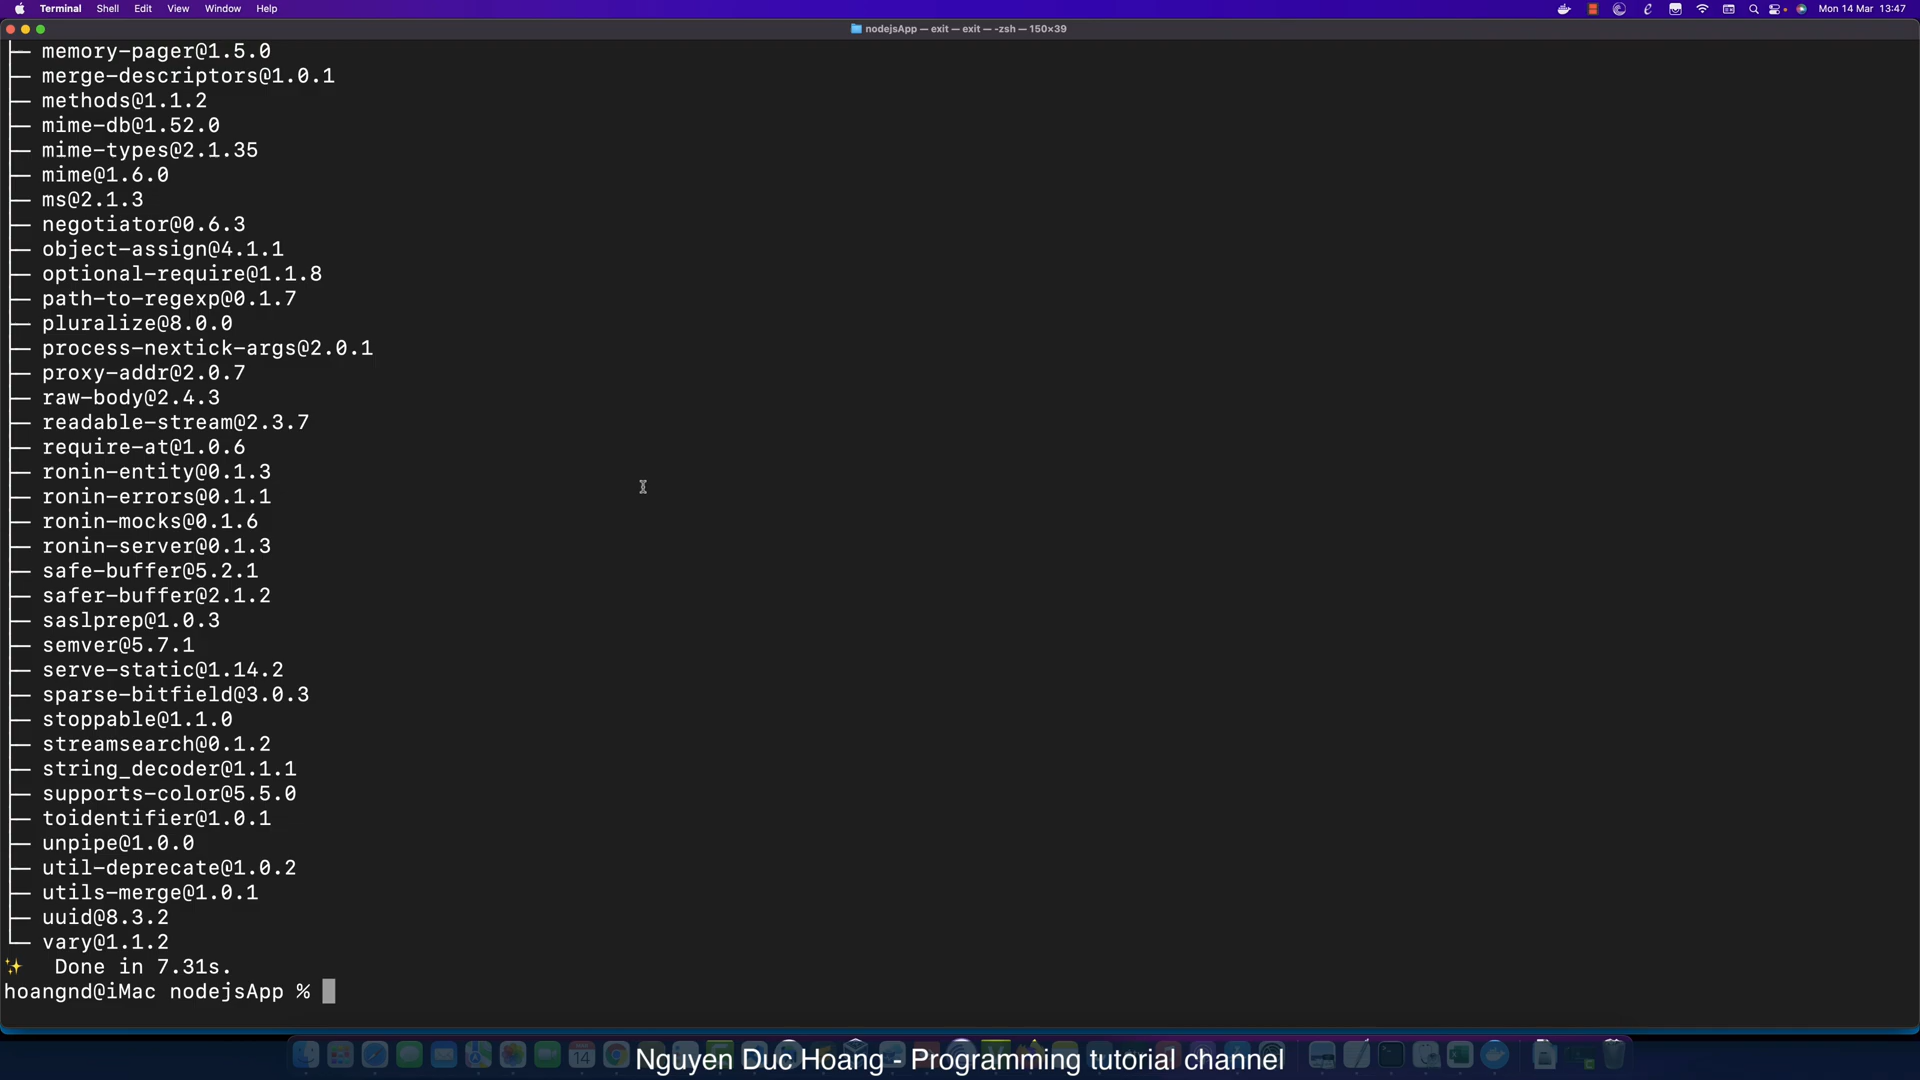 Terminal Shell Edit View Window Help
Mon 14 Mar 13:47
nodejsApp — exit — exit — -zsh — 150×39
├─ memory-pager@1.5.0
├─ merge-descriptors@1.0.1
├─ methods@1.1.2
├─ mime-db@1.52.0
├─ mime-types@2.1.35
├─ mime@1.6.0
├─ ms@2.1.3
├─ negotiator@0.6.3
├─ object-assign@4.1.1
├─ optional-require@1.1.8
├─ path-to-regexp@0.1.7
├─ pluralize@8.0.0
├─ process-nextick-args@2.0.1
├─ proxy-addr@2.0.7
├─ raw-body@2.4.3
├─ readable-stream@2.3.7
├─ require-at@1.0.6
├─ ronin-entity@0.1.3
├─ ronin-errors@0.1.1
├─ ronin-mocks@0.1.6
├─ ronin-server@0.1.3
├─ safe-buffer@5.2.1
├─ safer-buffer@2.1.2
├─ saslprep@1.0.3
├─ semver@5.7.1
├─ serve-static@1.14.2
├─ sparse-bitfield@3.0.3
├─ stoppable@1.1.0
├─ streamsearch@0.1.2
├─ string_decoder@1.1.1
├─ supports-color@5.5.0
├─ toidentifier@1.0.1
├─ unpipe@1.0.0
├─ util-deprecate@1.0.2
├─ utils-merge@1.0.1
├─ uuid@8.3.2
└─ vary@1.1.2
✨ Done in 7.31s.
hoangnd@iMac nodejsApp %
14
Nguyen Duc Hoang - Programming tutorial channel